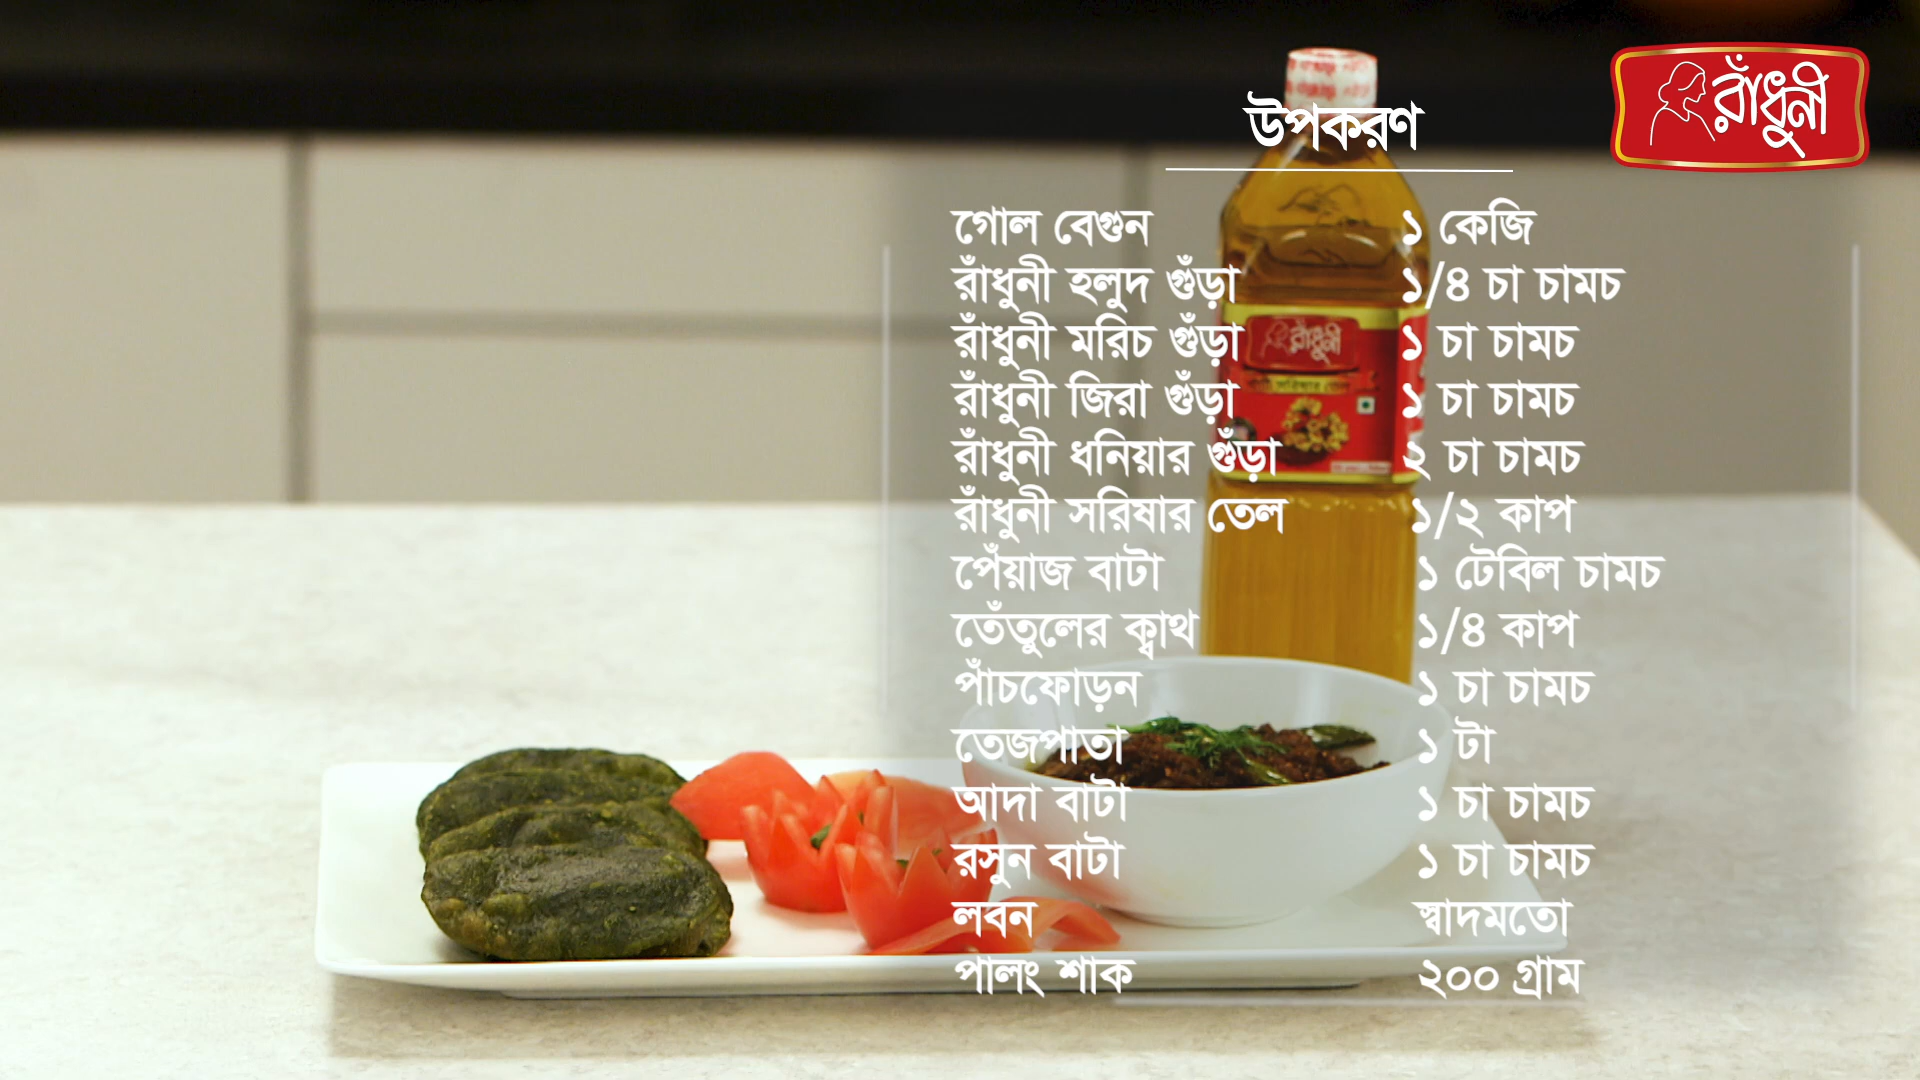 রাঁধুনী
উপকরণ
গোল বেগুন ১ কেজি
রাঁধুনী হলুদ গুঁড়া ১/৪ চা চামচ
রাঁধুনী মরিচ গুঁড়া ১ চা চামচ
রাঁধুনী জিরা গুঁড়া ১ চা চামচ
রাঁধুনী ধনিয়ার গুঁড়া ২ চা চামচ
রাঁধুনী সরিষার তেল ১/২ কাপ
পেঁয়াজ বাটা ১ টেবিল চামচ
তেঁতুলের ক্বাথ ১/৪ কাপ
পাঁচফোড়ন ১ চা চামচ
তেজপাতা ১ টা
আদা বাটা ১ চা চামচ
রসুন বাটা ১ চা চামচ
লবন স্বাদমতো
পালং শাক ২০০ গ্রাম
রাঁধুনী